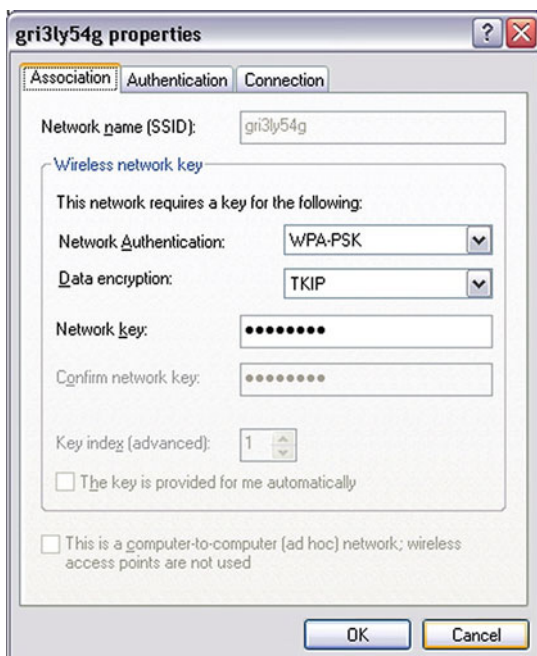 gri3ly54g properties
Association Authentication Connection
Network name (SSID): gri3ly54g
Wireless network key
This network requires a key for the following:
Network Authentication: WPA-PSK
Data encryption: TKIP
Network key: ••••••••
Confirm network key: ••••••••
Key index (advanced): 1
The key is provided for me automatically
This is a computer-to-computer (ad hoc) network; wireless
access points are not used
OK Cancel